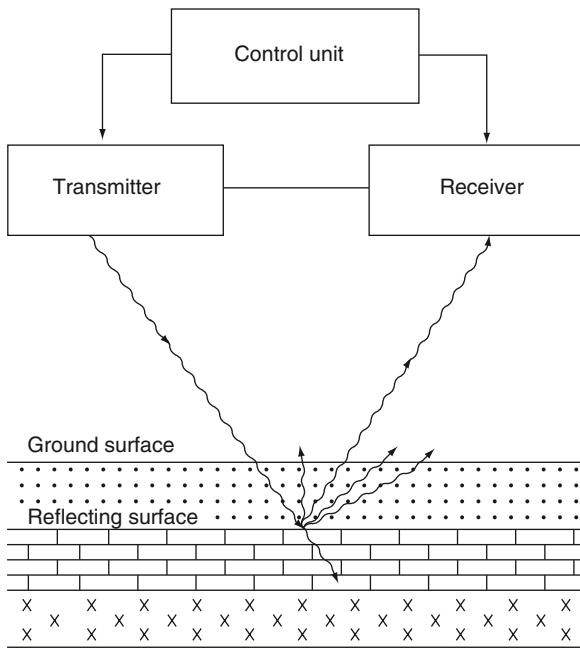 Control unit
Transmitter
Receiver
Ground surface
Reflecting surface